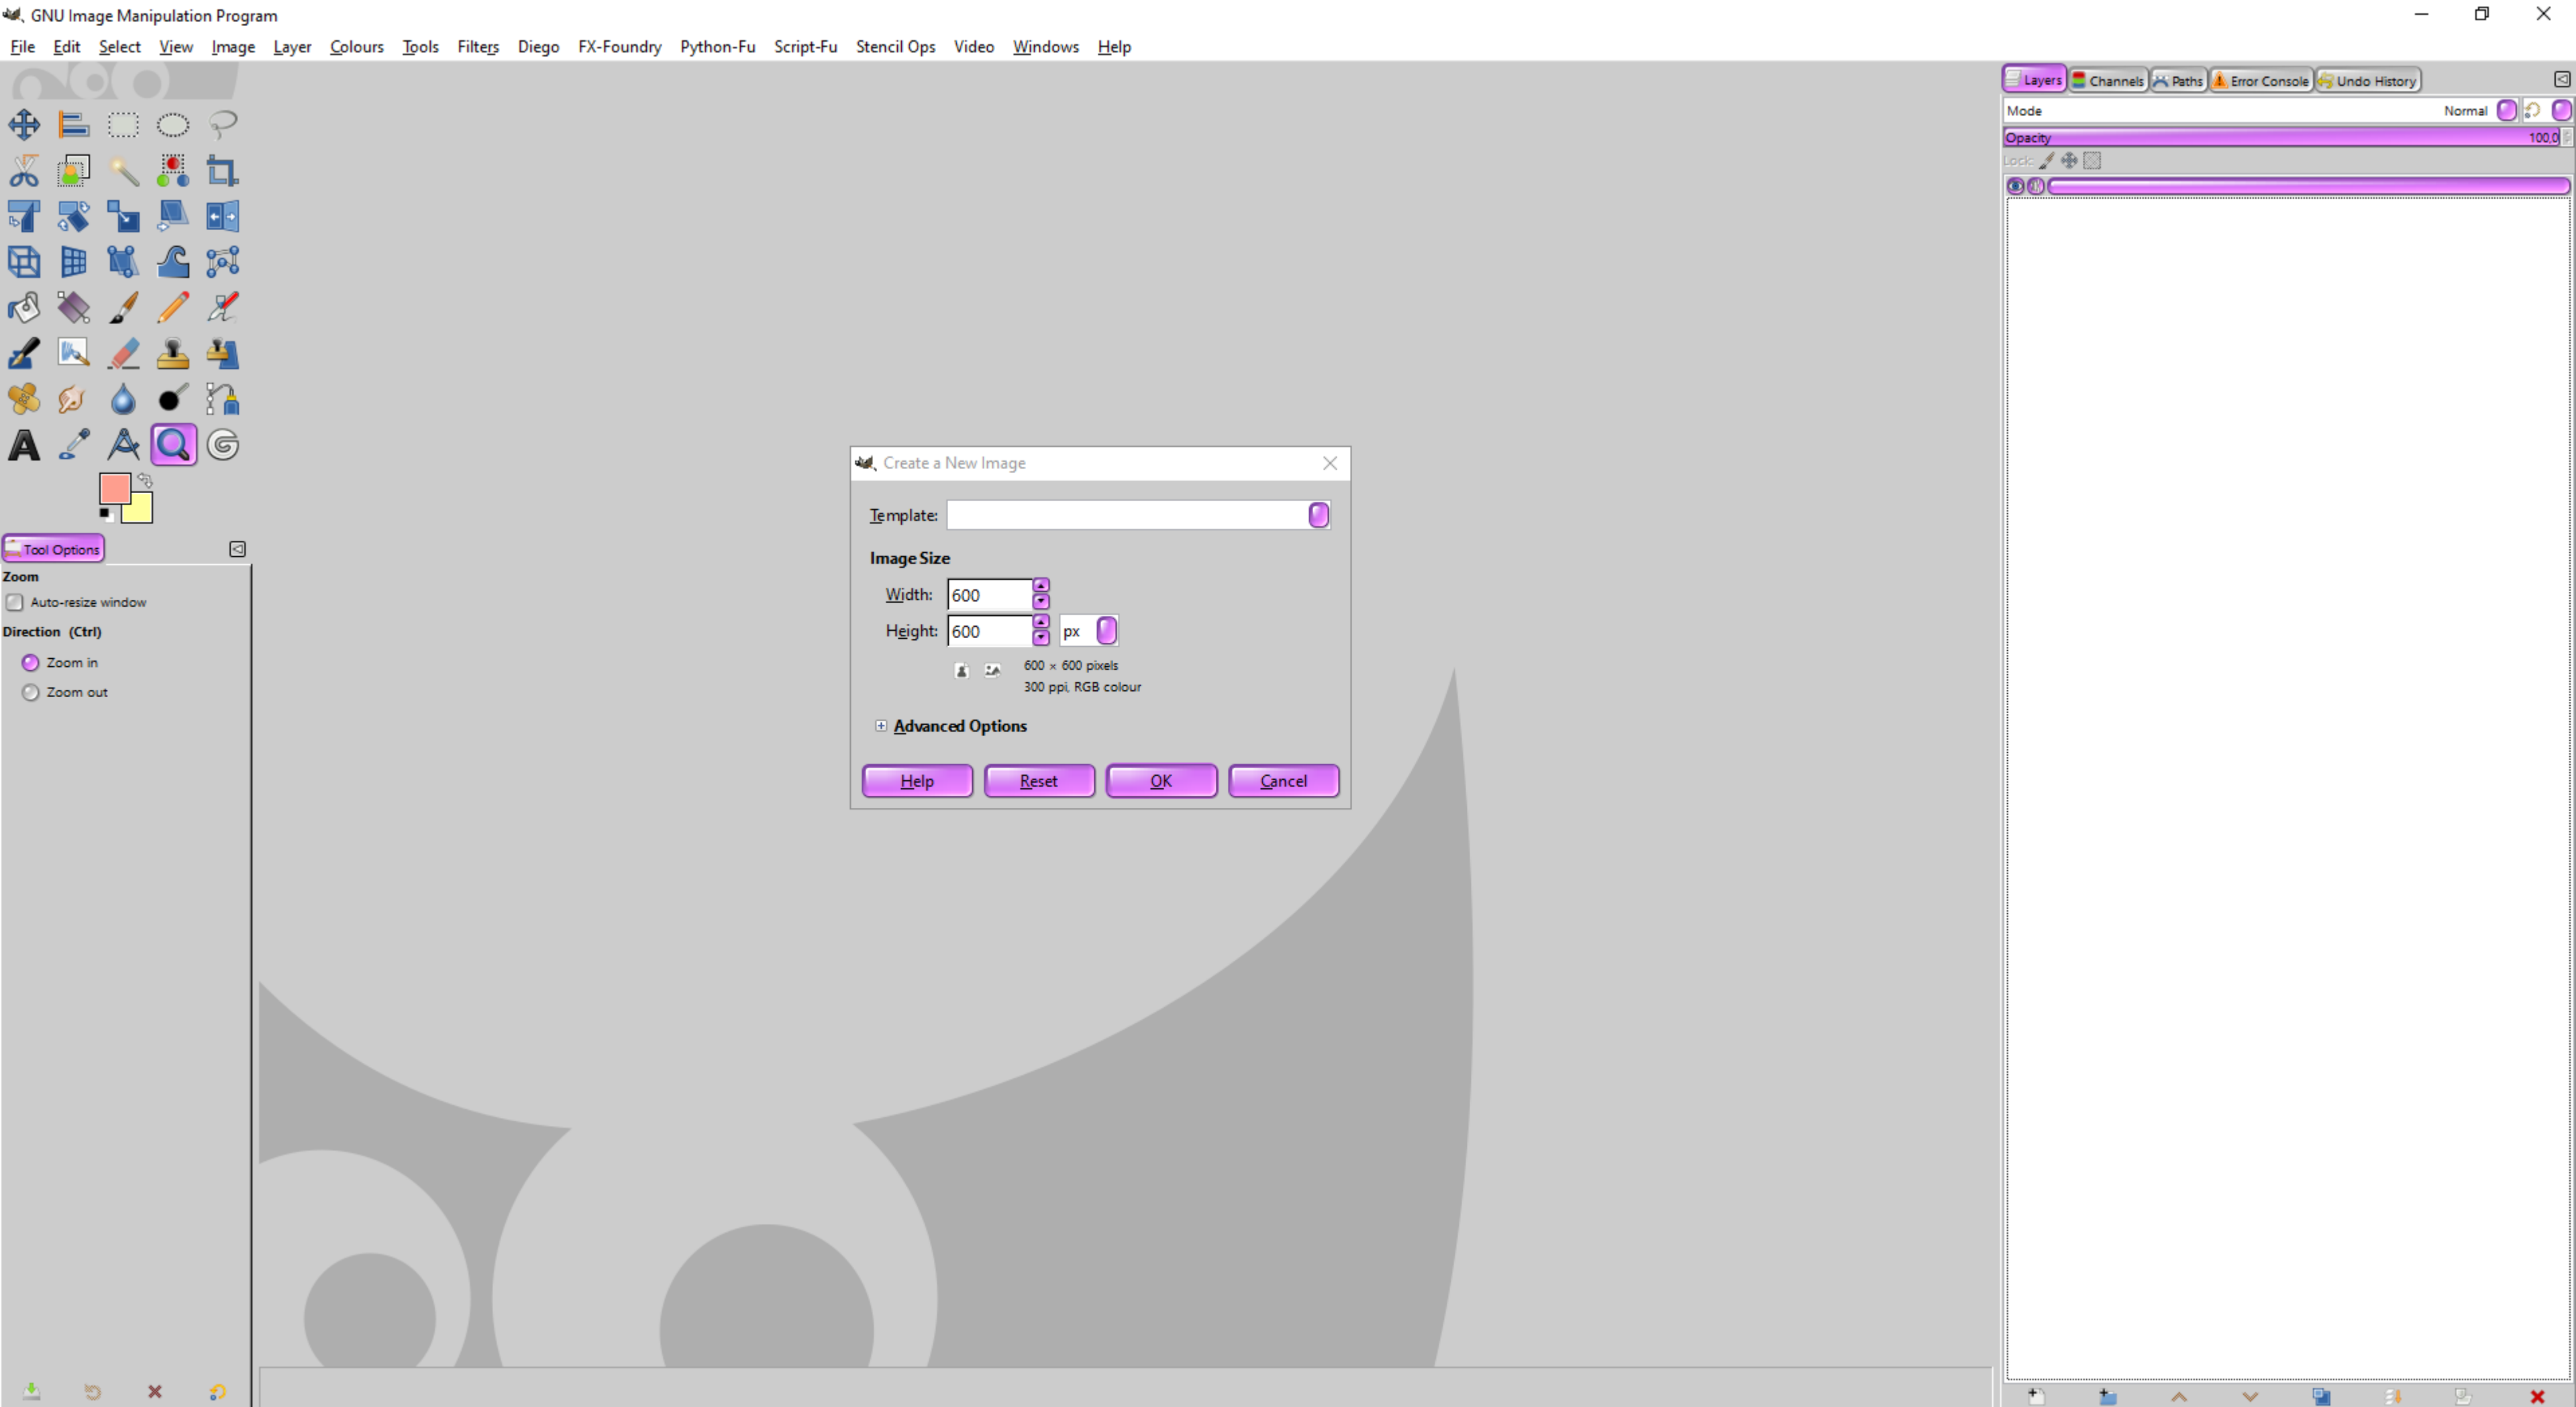 GNU Image Manipulation Program
File Edit Select View Image Layer Colours Tools Filters Diego FX-Foundry Python-Fu Script-Fu Stencil Ops Video Windows Help
Layers Channels Paths Error Console Undo History
Mode Normal
Opacity 100,0
Lock:
Create a New Image
Template:
Image Size
Width: 600
Height: 600 px
600 × 600 pixels
300 ppi, RGB colour
Advanced Options
Help Reset OK Cancel
Tool Options
Zoom
Auto-resize window
Direction (Ctrl)
Zoom in
Zoom out